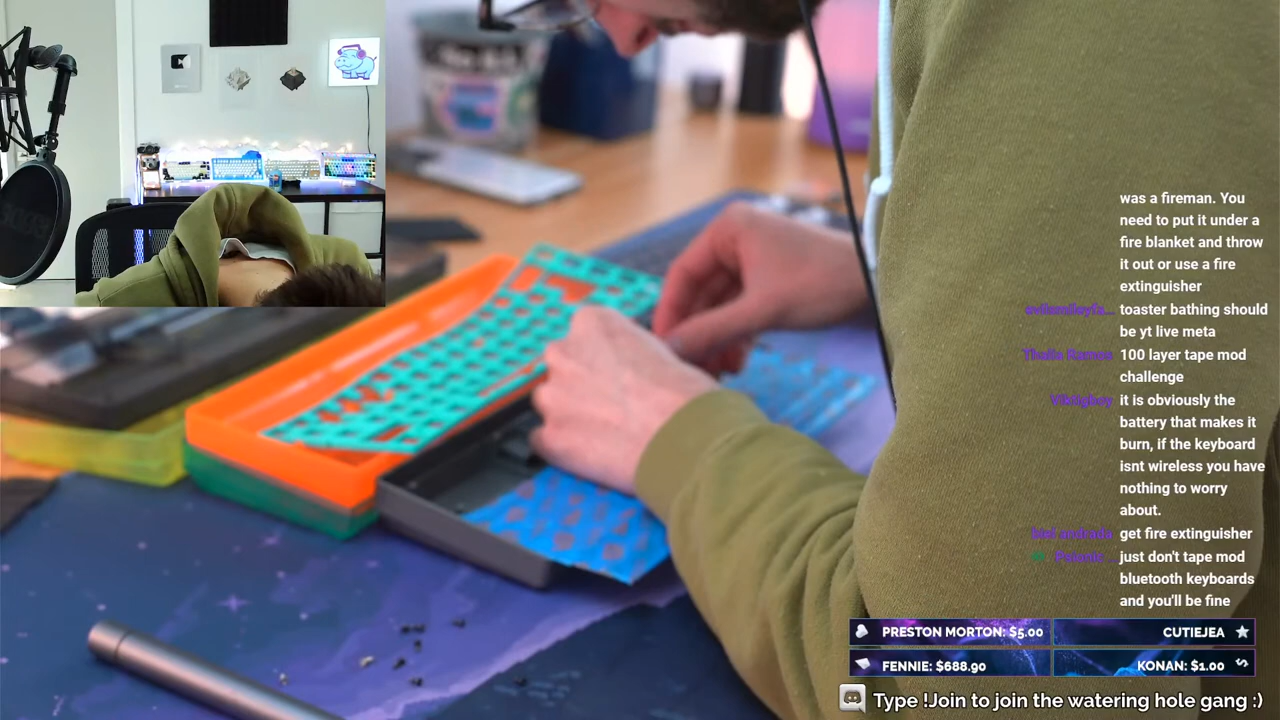 was a fireman. You
need to put it under a
fire blanket and throw
it out or use a fire
extinguisher
toaster bathing should
be yt live meta
Thalia Ramos 100 layer tape mod
challenge
it is obviously the
battery that makes it
burn, if the keyboard
isnt wireless you have
nothing to worry
about.
get fire extinguisher
just don't tape mod
bluetooth keyboards
and you'll be fine
PRESTON MORTON: $5.00 CUTIEJEA
FENNIE: $688.90 KONAN: $1.00
Type !Join to join the watering hole gang :)